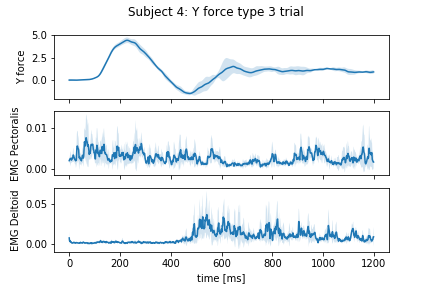 Subject 4: Y force type 3 trial
Y force
5.0
2.5
0.0
EMG Pectoralis
0.01
0.00
EMG Deltoid
0.05
0.00
0 200 400 600 800 1000 1200
time [ms]